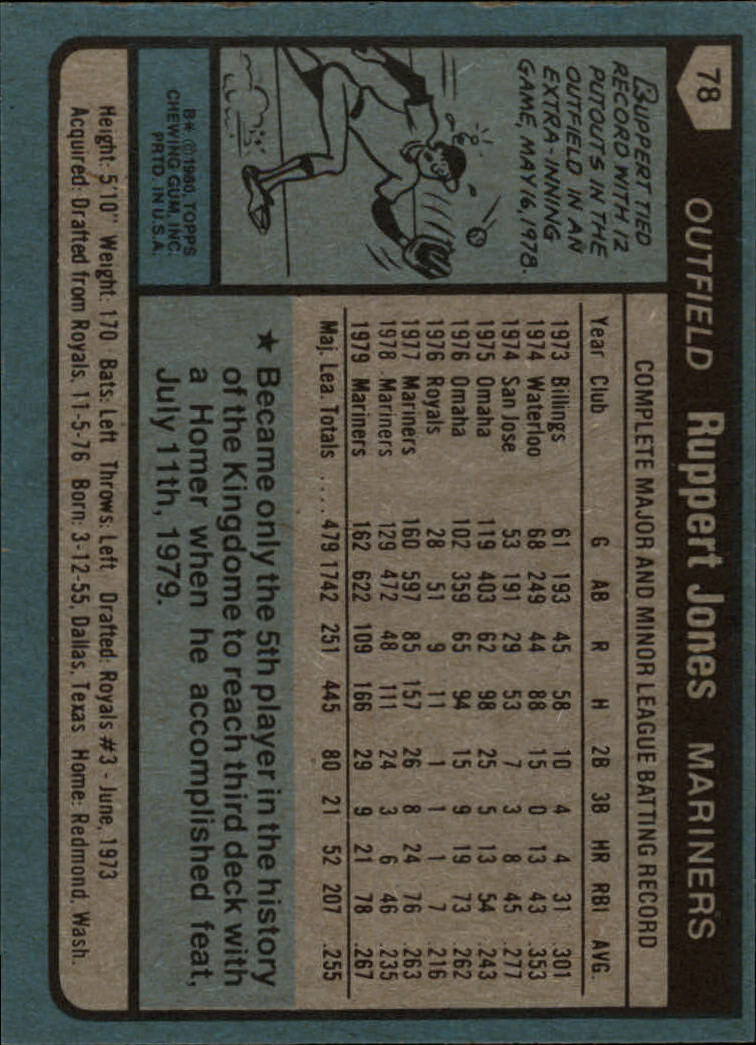 78 OUTFIELD Ruppert Jones MARINERS
RUPPERT TIED
RECORD WITH 12
PUTOUTS IN THE
OUTFIELD IN AN
EXTRA-INNING
GAME, MAY 16, 1978.
B* ©1980 TOPPS
CHEWING GUM, INC.
PRTD. IN U.S.A.
COMPLETE MAJOR AND MINOR LEAGUE BATTING RECORD
Year Club G AB R H 2B 3B HR RBI AVG.
1973 Billings 61 193 45 58 10 4 4 31 .301
1974 Waterloo 68 249 44 88 15 0 13 43 .353
1974 San Jose 53 191 29 53 7 3 8 45 .277
1975 Omaha 119 403 62 98 25 5 13 54 .243
1976 Omaha 102 359 65 94 15 9 19 73 .262
1976 Royals 28 51 9 11 1 1 1 7 .216
1977 Mariners 160 597 85 157 26 8 24 76 .263
1978 Mariners 129 472 48 111 24 3 6 46 .235
1979 Mariners 162 622 109 166 29 9 21 78 .267
Maj. Lea. Totals .... 479 1742 251 445 80 21 52 207 .255
★ Became only the 5th player in the history
of the Kingdome to reach third deck with
a Homer when he accomplished feat,
July 11th, 1979.
Height: 5'10" Weight: 170 Bats: Left Throws: Left Drafted: Royals #3 - June, 1973
Acquired: Drafted from Royals, 11-5-76 Born: 3-12-55, Dallas, Texas Home: Redmond, Wash.